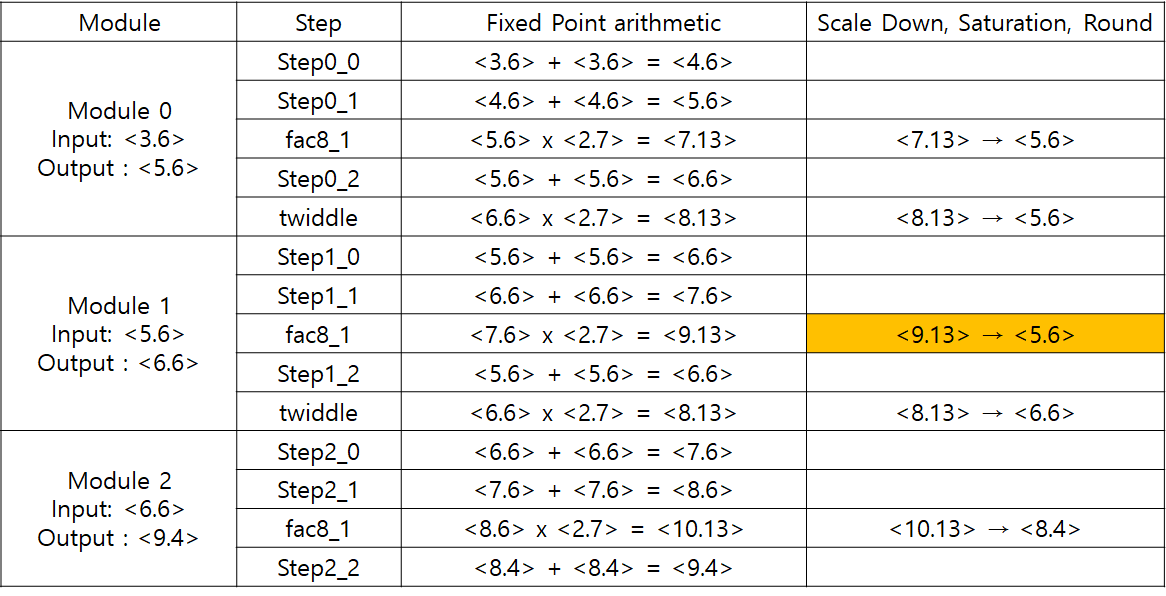 Module Step Fixed Point arithmetic Scale Down, Saturation, Round
Module 0
Input: <3.6>
Output : <5.6>
Step0_0 <3.6> + <3.6> = <4.6>
Step0_1 <4.6> + <4.6> = <5.6>
fac8_1 <5.6> x <2.7> = <7.13> <7.13> → <5.6>
Step0_2 <5.6> + <5.6> = <6.6>
twiddle <6.6> x <2.7> = <8.13> <8.13> → <5.6>
Module 1
Input: <5.6>
Output : <6.6>
Step1_0 <5.6> + <5.6> = <6.6>
Step1_1 <6.6> + <6.6> = <7.6>
fac8_1 <7.6> x <2.7> = <9.13> <9.13> → <5.6>
Step1_2 <5.6> + <5.6> = <6.6>
twiddle <6.6> x <2.7> = <8.13> <8.13> → <6.6>
Module 2
Input: <6.6>
Output : <9.4>
Step2_0 <6.6> + <6.6> = <7.6>
Step2_1 <7.6> + <7.6> = <8.6>
fac8_1 <8.6> x <2.7> = <10.13> <10.13> → <8.4>
Step2_2 <8.4> + <8.4> = <9.4>